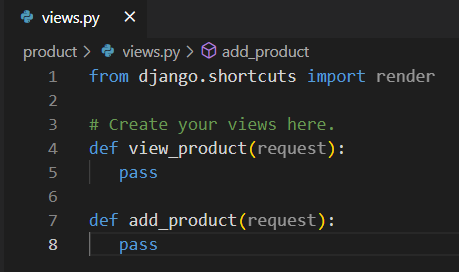 views.py
product > views.py > add_product
1 from django.shortcuts import render
2
3 # Create your views here.
4 def view_product(request):
5     pass
6
7 def add_product(request):
8     pass